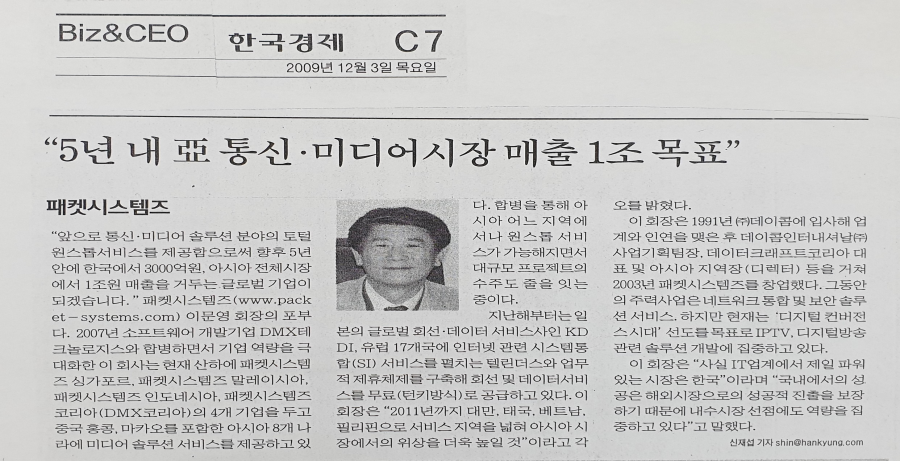 Biz&CEO
한국경제
C7
2009년 12월 3일 목요일
“5년 내 亞 통신·미디어시장 매출 1조 목표”
패켓시스템즈
“앞으로 통신·미디어 솔루션 분야의 토털
원스톱서비스를 제공함으로써 향후 5년
안에 한국에서 3000억원, 아시아 전체시장
에서 1조원 매출을 거두는 글로벌 기업이
되겠습니다.” 패켓시스템즈(www.pack
et-systems.com) 이문영 회장의 포부
다. 2007년 소프트웨어 개발기업 DMX테
크놀로지스와 합병하면서 기업 역량을 극
대화한 이 회사는 현재 산하에 패켓시스템
즈 싱가포르, 패켓시스템즈 말레이시아,
패켓시스템즈 인도네시아, 패켓시스템즈
코리아(DMX코리아)의 4개 기업을 두고
중국 홍콩, 마카오를 포함한 아시아 8개 나
라에 미디어 솔루션 서비스를 제공하고 있
다. 합병을 통해 아
시아 어느 지역에
서나 원스톱 서비
스가 가능해지면서
대규모 프로젝트의
수주도 줄을 잇는
중이다.
지난해부터는 일
본의 글로벌 회선·데이터 서비스사인 KD
DI, 유럽 17개국에 인터넷 관련 시스템통
합(SI) 서비스를 펼치는 텔린더스와 업무
적 제휴체제를 구축해 회선 및 데이터서비
스를 무료(턴키방식)로 공급하고 있다. 이
회장은 “2011년까지 대만, 태국, 베트남,
필리핀으로 서비스 지역을 넓혀 아시아 시
장에서의 위상을 더욱 높일 것”이라고 각
오를 밝혔다.
이 회장은 1991년 ㈜데이콤에 입사해 업
계와 인연을 맺은 후 데이콤인터내셔날㈜
사업기획팀장, 데이터크래프트코리아 대
표 및 아시아 지역장(디렉터) 등을 거쳐
2003년 패켓시스템즈를 창업했다. 그동안
의 주력사업은 네트워크 통합 및 보안 솔루
션 서비스. 하지만 현재는 ‘디지털 컨버전
스 시대’ 선도를 목표로 IPTV, 디지털방송
관련 솔루션 개발에 집중하고 있다.
이 회장은 “사실 IT업계에서 제일 파워
있는 시장은 한국”이라며 “국내에서의 성
공은 해외시장으로의 성공적 진출을 보장
하기 때문에 내수시장 선점에도 역량을 집
중하고 있다”고 말했다.
신재섭 기자 shin@hankyung.com